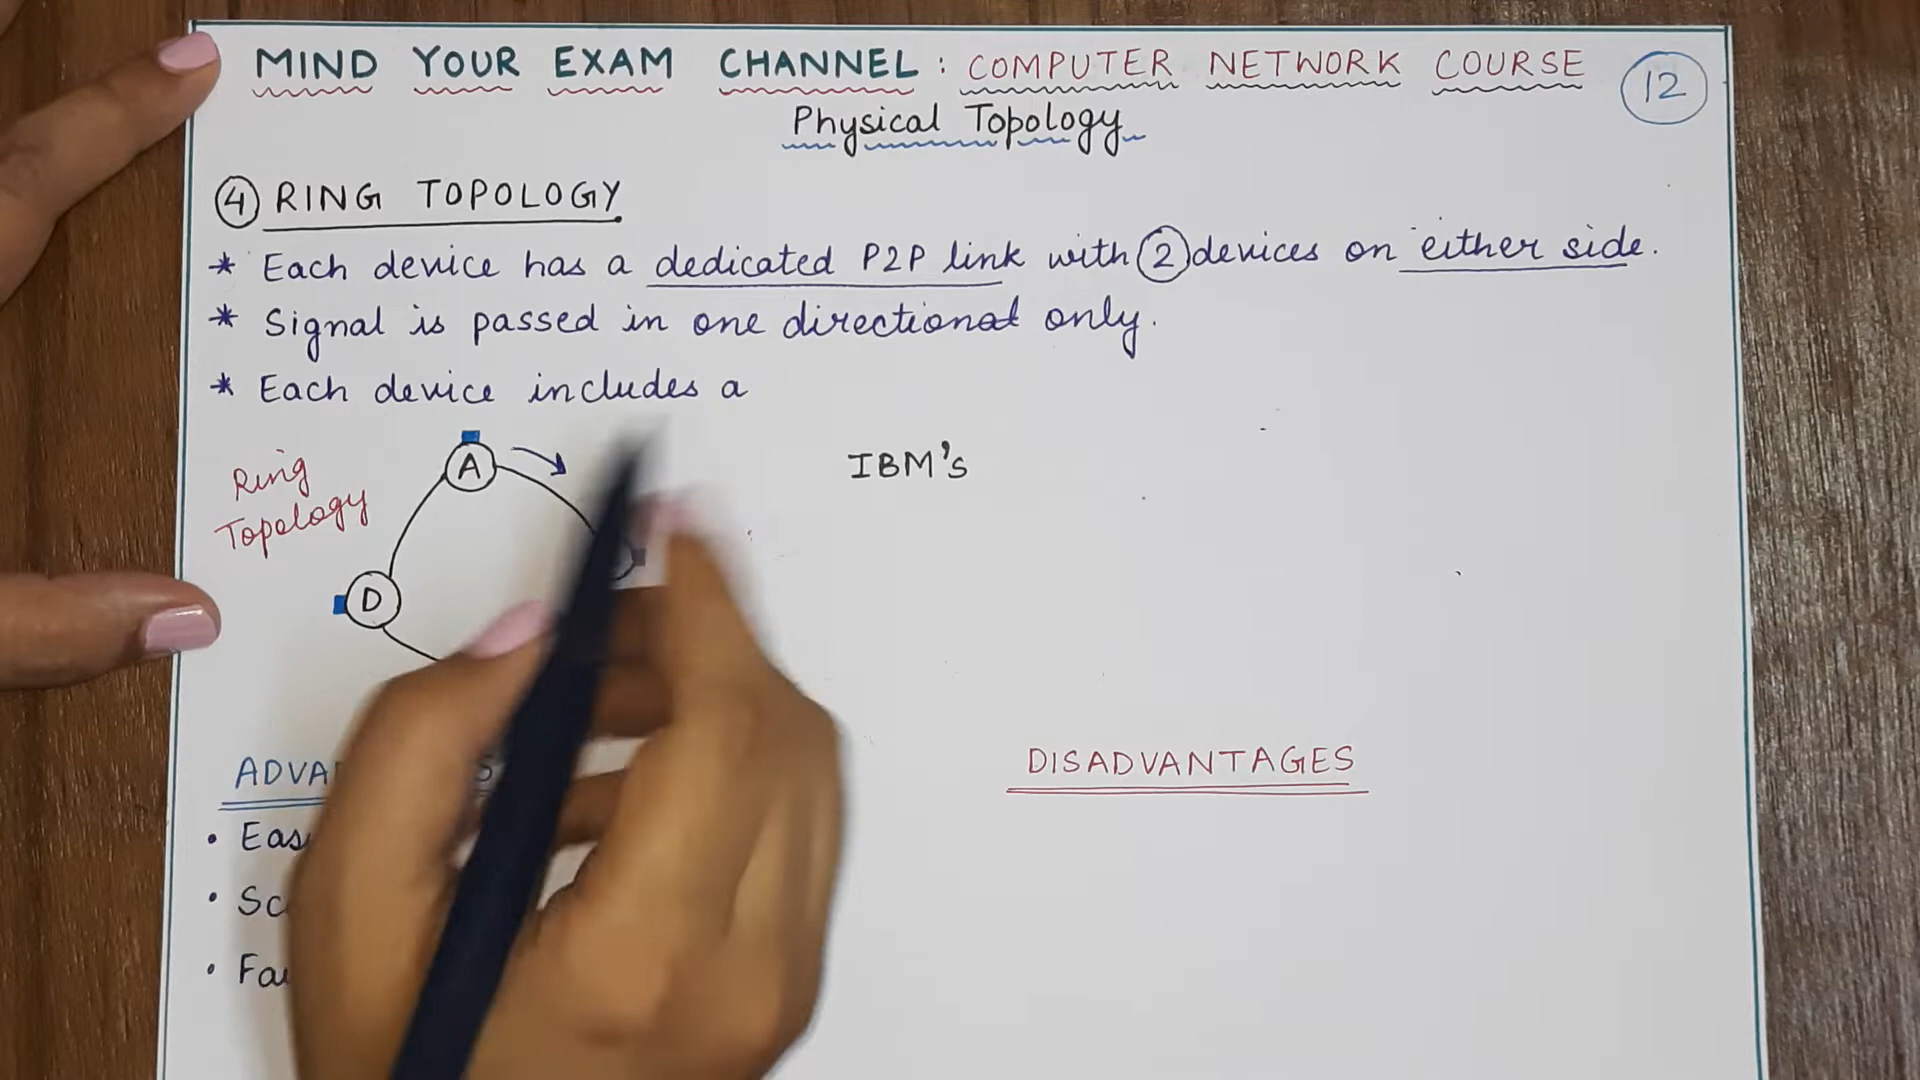 MIND YOUR EXAM CHANNEL : COMPUTER NETWORK COURSE
12
Physical Topology
4 RING TOPOLOGY
* Each device has a dedicated P2P link with 2 devices on either side.
* Signal is passed in one directional only.
* Each device includes a
Ring
Topology
A
IBM's
D
DISADVANTAGES